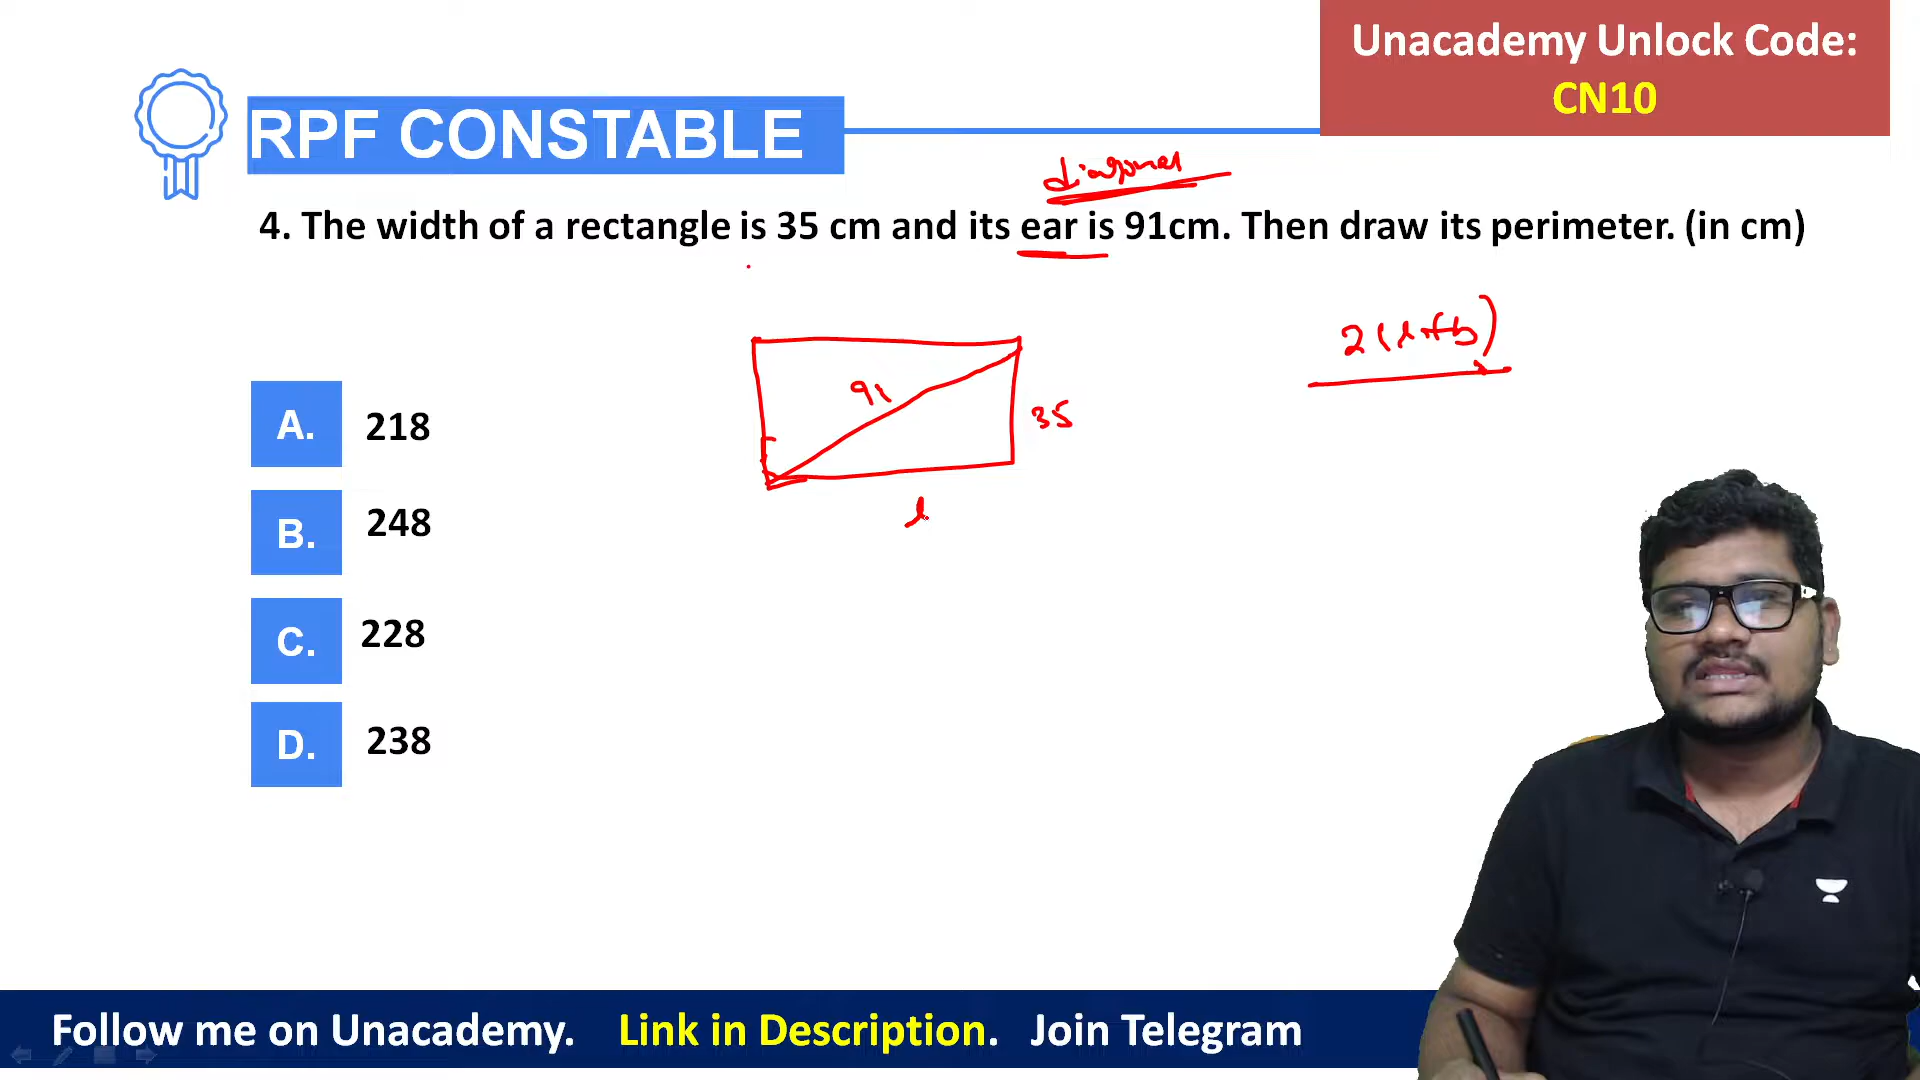 Unacademy Unlock Code:
CN10
RPF CONSTABLE
diagonal
4. The width of a rectangle is 35 cm and its ear is 91cm. Then draw its perimeter. (in cm)
2(l+b)
91
35
l
A. 218
B. 248
C. 228
D. 238
Follow me on Unacademy. Link in Description. Join Telegram